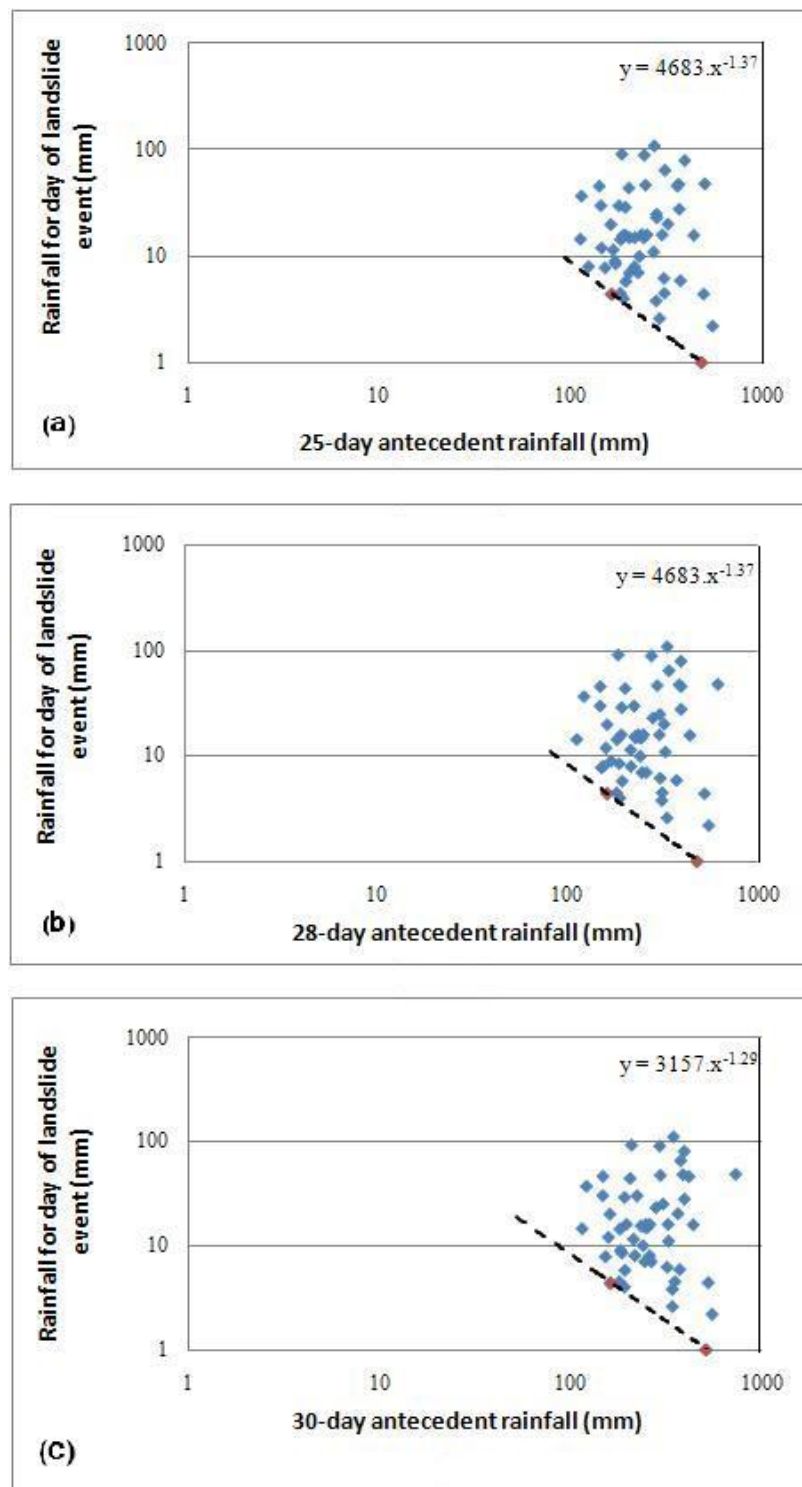 1000
y = 4683.x^-1.37
100
10
1
1 10 100 1000
Rainfall for day of landslide
event (mm)
(a)
25-day antecedent rainfall (mm)
1000
y = 4683.x^-1.37
100
10
1
1 10 100 1000
Rainfall for day of landslide
event (mm)
(b)
28-day antecedent rainfall (mm)
1000
y = 3157.x^-1.29
100
10
1
1 10 100 1000
Rainfall for day of landslide
event (mm)
(c)
30-day antecedent rainfall (mm)